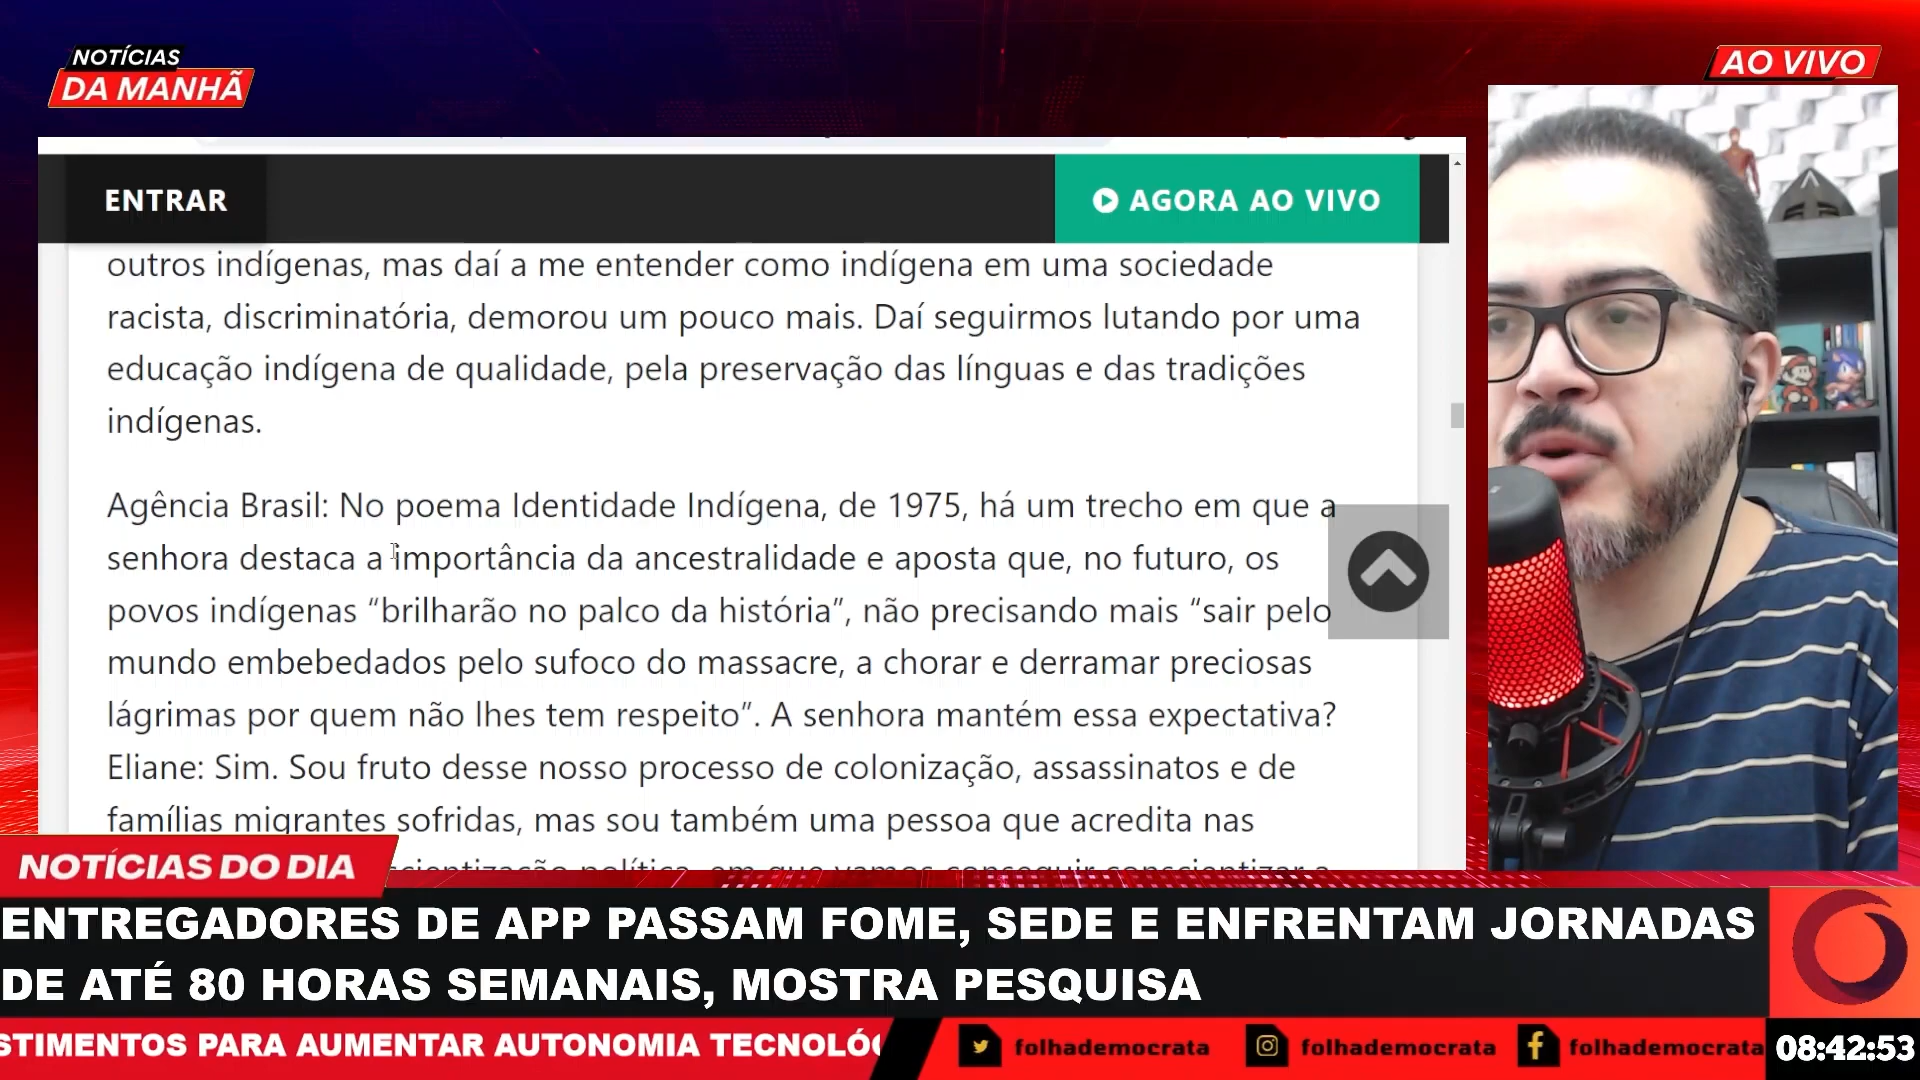 NOTÍCIAS
DA MANHÃ
AO VIVO
ENTRAR
AGORA AO VIVO
outros indígenas, mas daí a me entender como indígena em uma sociedade
racista, discriminatória, demorou um pouco mais. Daí seguirmos lutando por uma
educação indígena de qualidade, pela preservação das línguas e das tradições
indígenas.
Agência Brasil: No poema Identidade Indígena, de 1975, há um trecho em que a
senhora destaca a importância da ancestralidade e aposta que, no futuro, os
povos indígenas “brilharão no palco da história”, não precisando mais “sair pelo
mundo embebedados pelo sufoco do massacre, a chorar e derramar preciosas
lágrimas por quem não lhes tem respeito”. A senhora mantém essa expectativa?
Eliane: Sim. Sou fruto desse nosso processo de colonização, assassinatos e de
famílias migrantes sofridas, mas sou também uma pessoa que acredita nas
política, em que vamos conseguir conscientizar a
NOTÍCIAS DO DIA
ENTREGADORES DE APP PASSAM FOME, SEDE E ENFRENTAM JORNADAS
DE ATÉ 80 HORAS SEMANAIS, MOSTRA PESQUISA
STIMENTOS PARA AUMENTAR AUTONOMIA TECNOLÓ
folhademocrata
folhademocrata
folhademocrata
08:42:53